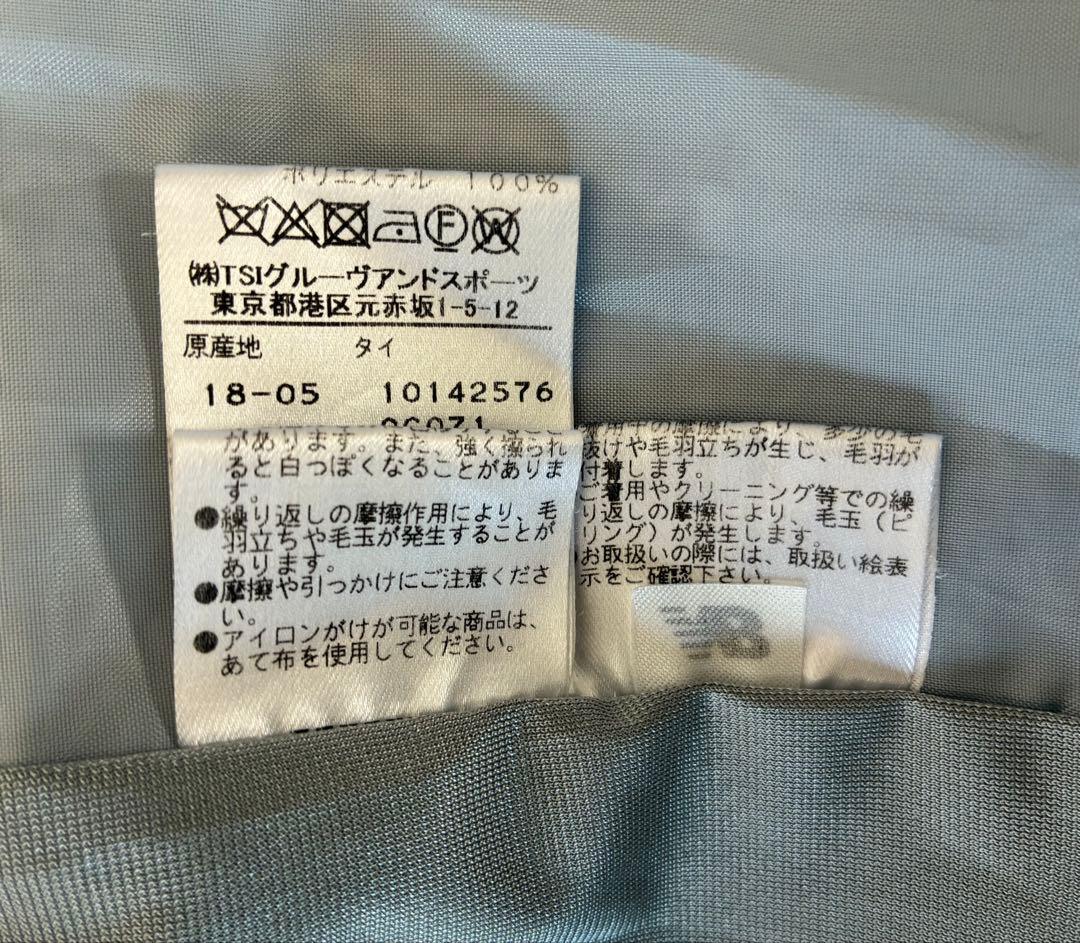 ポリエステル 100%
F W
㈱TSIグルーヴアンドスポーツ
東京都港区元赤坂1-5-12
原産地 タイ
18-05 10142576
があります。また、強く擦られ
ると白っぽくなることがありま
す。
●繰り返しの摩擦作用により、毛
羽立ちや毛玉が発生することが
あります。
●摩擦や引っかけにご注意くださ
い。
●アイロンがけが可能な商品は、
あて布を使用してください。
の摩擦により、多少の毛
抜けや毛羽立ちが生じ、毛羽が
付着します。
ご着用やクリーニング等での繰
り返しの摩擦により、毛玉（ピ
リング）が発生します。
お取扱いの際には、取扱い絵表
示をご確認下さい。